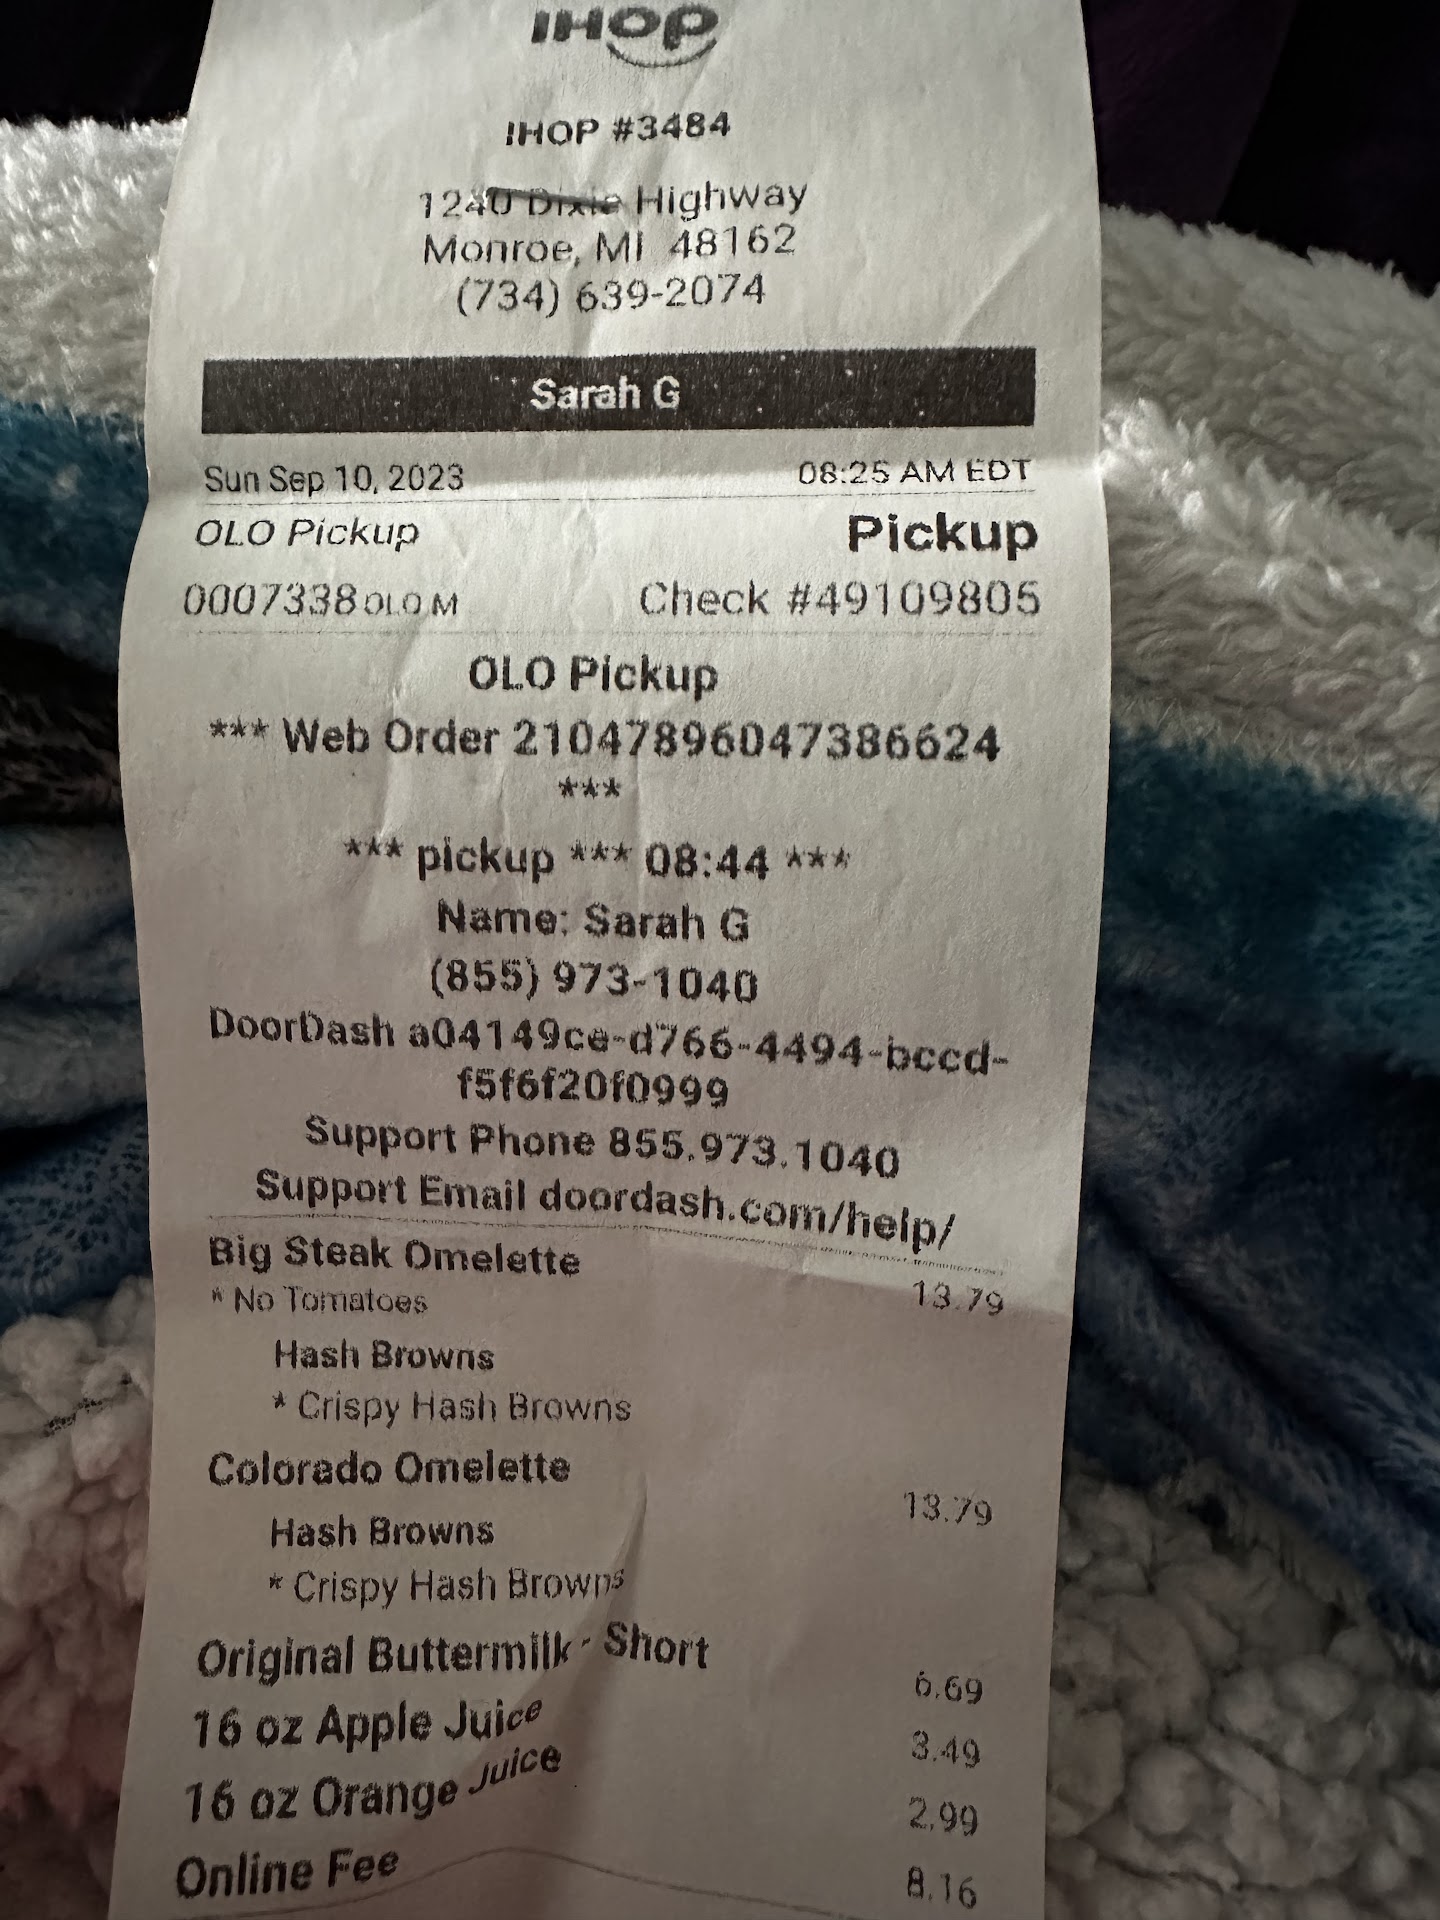 IHOP
IHOP #3484
1240 Dixie Highway
Monroe, MI 48162
(734) 639-2074
Sarah G
Sun Sep 10, 2023 08:25 AM EDT
OLO Pickup Pickup
0007338OLOM Check #49109805
OLO Pickup
*** Web Order 21047896047386624
***
*** pickup *** 08:44 ***
Name: Sarah G
(855) 973-1040
DoorDash a04149ce-d766-4494-bccd-
f5f6f20f0999
Support Phone 855.973.1040
Support Email doordash.com/help/
Big Steak Omelette 13.79
* No Tomatoes
Hash Browns
* Crispy Hash Browns
Colorado Omelette 13.79
Hash Browns
* Crispy Hash Browns
Original Buttermilk - Short 6.69
16 oz Apple Juice 3.49
16 oz Orange Juice 2.99
Online Fee 8.16